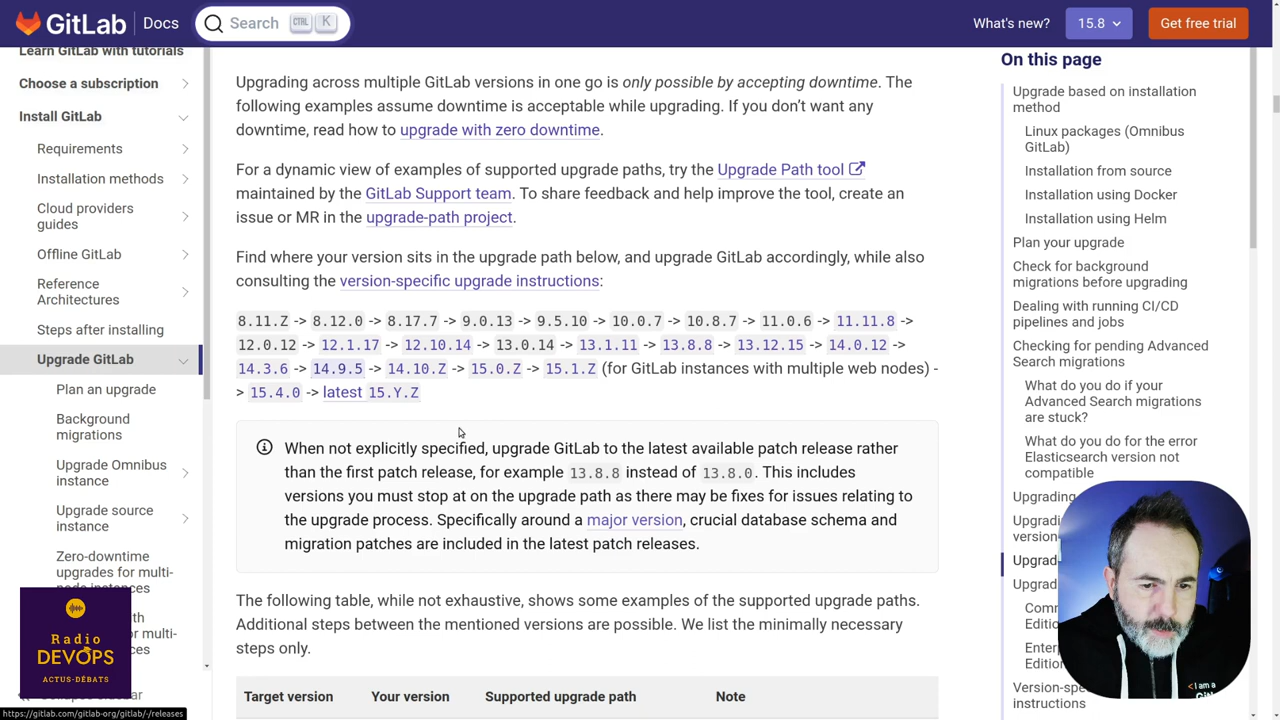 GitLab Docs Search CTRL K What's new? 15.8 Get free trial
Learn GitLab with tutorials
Choose a subscription
Install GitLab
Requirements
Installation methods
Cloud providers
guides
Offline GitLab
Reference
Architectures
Steps after installing
Upgrade GitLab
Plan an upgrade
Background
migrations
Upgrade Omnibus
instance
Upgrade source
instance
Zero-downtime
upgrades for multi-
node instances
th
or multi-
es
Radio
DEVOPS
ACTUS-DÉBATS
https://gitlab.com/gitlab-org/gitlab/-/releases
Upgrading across multiple GitLab versions in one go is only possible by accepting downtime. The
following examples assume downtime is acceptable while upgrading. If you don't want any
downtime, read how to upgrade with zero downtime.
For a dynamic view of examples of supported upgrade paths, try the Upgrade Path tool
maintained by the GitLab Support team. To share feedback and help improve the tool, create an
issue or MR in the upgrade-path project.
Find where your version sits in the upgrade path below, and upgrade GitLab accordingly, while also
consulting the version-specific upgrade instructions:
8.11.Z -> 8.12.0 -> 8.17.7 -> 9.0.13 -> 9.5.10 -> 10.0.7 -> 10.8.7 -> 11.0.6 -> 11.11.8 ->
12.0.12 -> 12.1.17 -> 12.10.14 -> 13.0.14 -> 13.1.11 -> 13.8.8 -> 13.12.15 -> 14.0.12 ->
14.3.6 -> 14.9.5 -> 14.10.Z -> 15.0.Z -> 15.1.Z (for GitLab instances with multiple web nodes) -
> 15.4.0 -> latest 15.Y.Z
When not explicitly specified, upgrade GitLab to the latest available patch release rather
than the first patch release, for example 13.8.8 instead of 13.8.0. This includes
versions you must stop at on the upgrade path as there may be fixes for issues relating to
the upgrade process. Specifically around a major version, crucial database schema and
migration patches are included in the latest patch releases.
The following table, while not exhaustive, shows some examples of the supported upgrade paths.
Additional steps between the mentioned versions are possible. We list the minimally necessary
steps only.
Target version Your version Supported upgrade path Note
On this page
Upgrade based on installation
method
Linux packages (Omnibus
GitLab)
Installation from source
Installation using Docker
Installation using Helm
Plan your upgrade
Check for background
migrations before upgrading
Dealing with running CI/CD
pipelines and jobs
Checking for pending Advanced
Search migrations
What do you do if your
Advanced Search migrations
are stuck?
What do you do for the error
Elasticsearch version not
compatible
Upgrading
Upgradi
version
Upgrad
Upgrad
Com
Editio
Ente
Edition
Version-spe
instructions
I am a